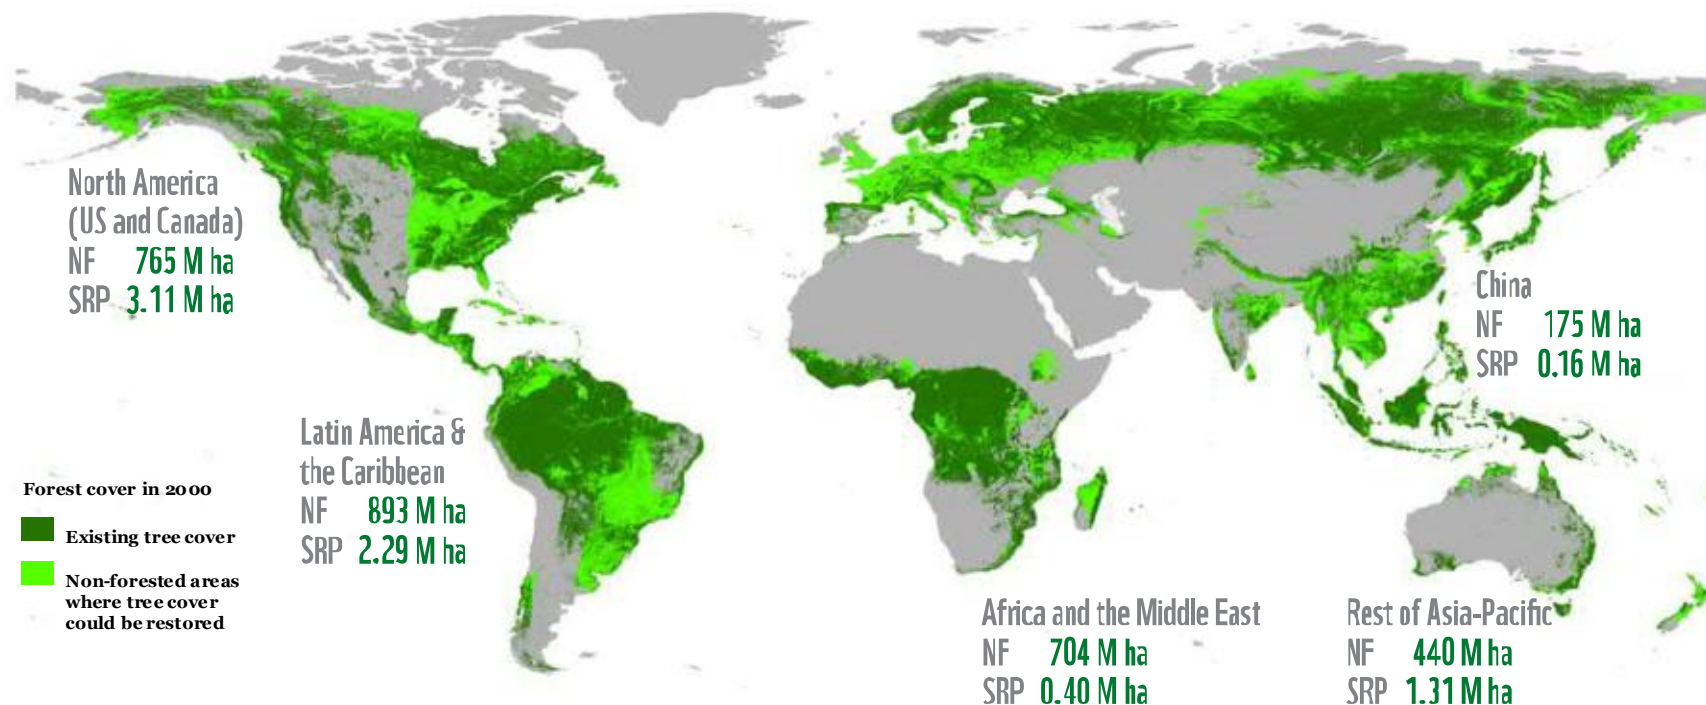 North America
(US and Canada)
NF 765 M ha
SRP 3.11 M ha
China
NF 175 M ha
SRP 0.16 M ha
Latin America &
the Caribbean
NF 893 M ha
SRP 2.29 M ha
Forest cover in 2000
Existing tree cover
Non-forested areas
where tree cover
could be restored
Africa and the Middle East
NF 704 M ha
SRP 0.40 M ha
Rest of Asia-Pacific
NF 440 M ha
SRP 1.31 M ha